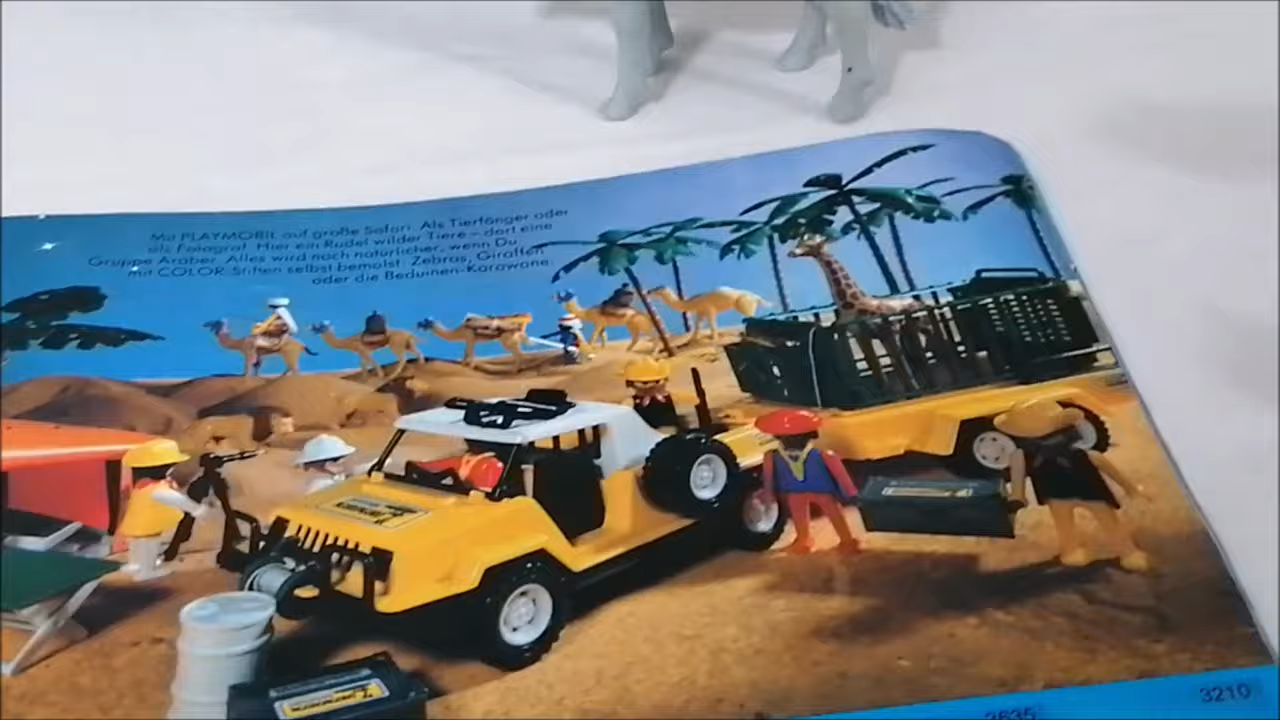 Mit PLAYMOBIL auf große Safari. Als Tierfänger oder
als Fotograf. Hier ein Rudel wilder Tiere – dort eine
Gruppe Araber. Alles wird noch natürlicher, wenn Du
mit COLOR Stiften selbst bemalst: Zebras, Giraffen
oder die Beduinen-Karawane.
3210